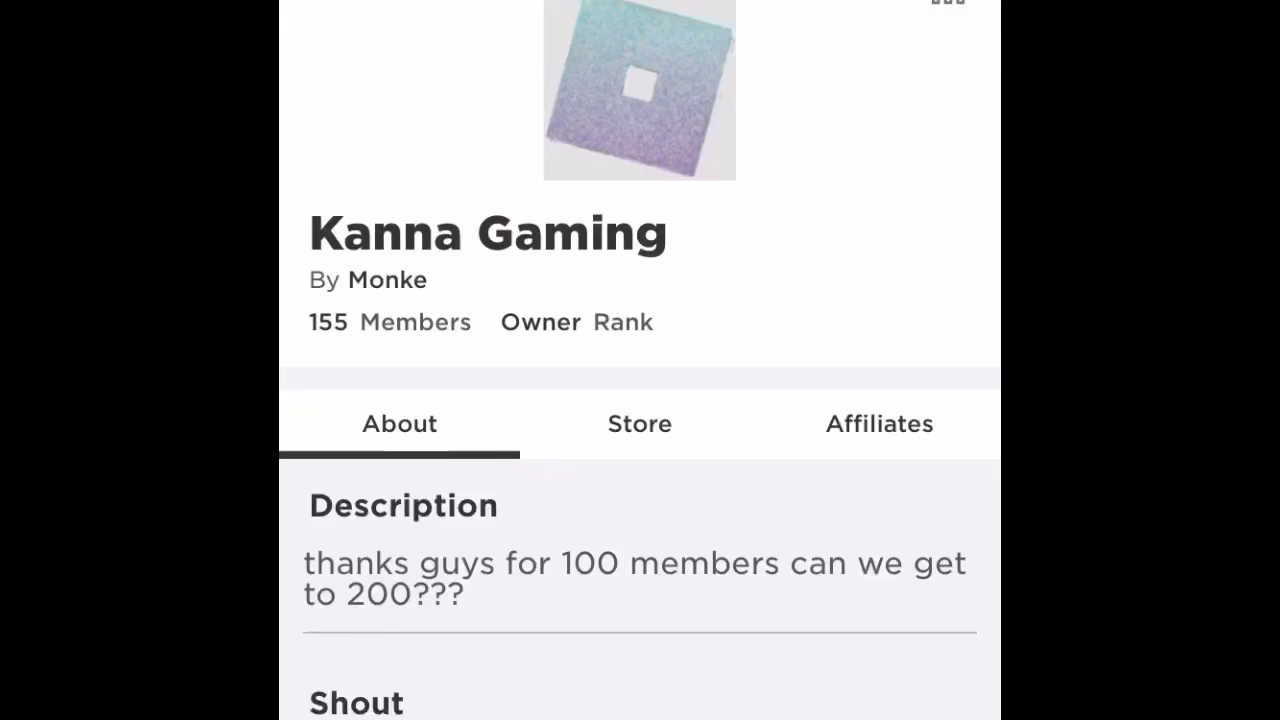 Kanna Gaming
By Monke
155 Members Owner Rank
About Store Affiliates
Description
thanks guys for 100 members can we get
to 200???
Shout